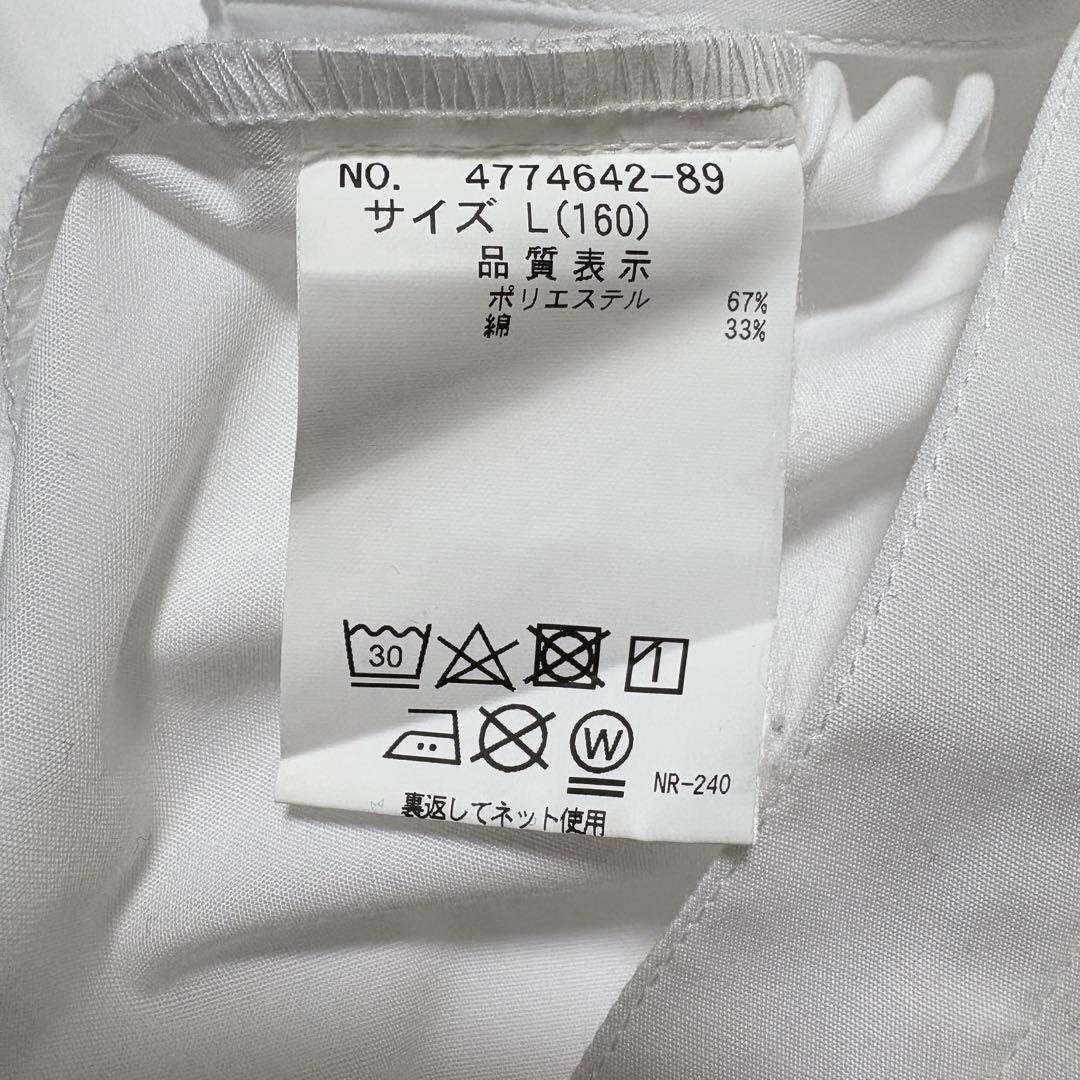 NO. 4774642-89
サイズ L(160)
品質表示
ポリエステル 67%
綿 33%
30
W
NR-240
裏返してネット使用